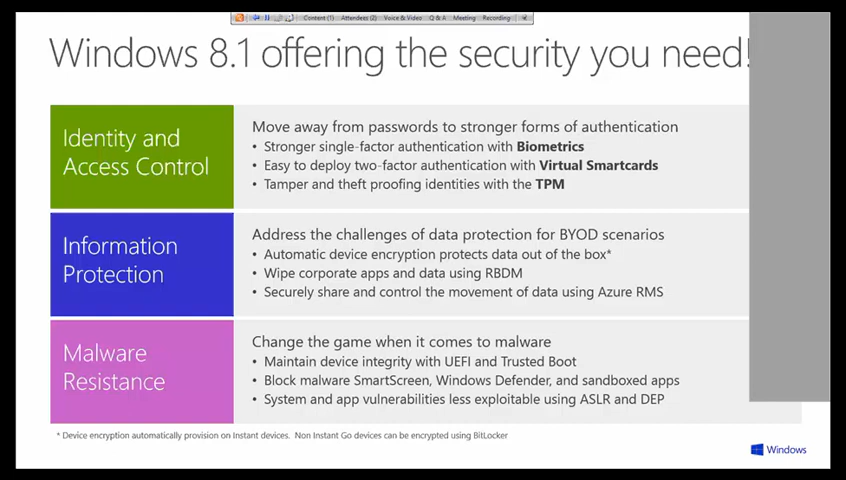 Content (1) Attendees (2) Voice & Video Q & A Meeting Recording
Windows 8.1 offering the security you need!
Identity and
Access Control
Move away from passwords to stronger forms of authentication
• Stronger single-factor authentication with Biometrics
• Easy to deploy two-factor authentication with Virtual Smartcards
• Tamper and theft proofing identities with the TPM
Information
Protection
Address the challenges of data protection for BYOD scenarios
• Automatic device encryption protects data out of the box*
• Wipe corporate apps and data using RBDM
• Securely share and control the movement of data using Azure RMS
Malware
Resistance
Change the game when it comes to malware
• Maintain device integrity with UEFI and Trusted Boot
• Block malware SmartScreen, Windows Defender, and sandboxed apps
• System and app vulnerabilities less exploitable using ASLR and DEP
* Device encryption automatically provision on Instant devices. Non Instant Go devices can be encrypted using BitLocker
Windows